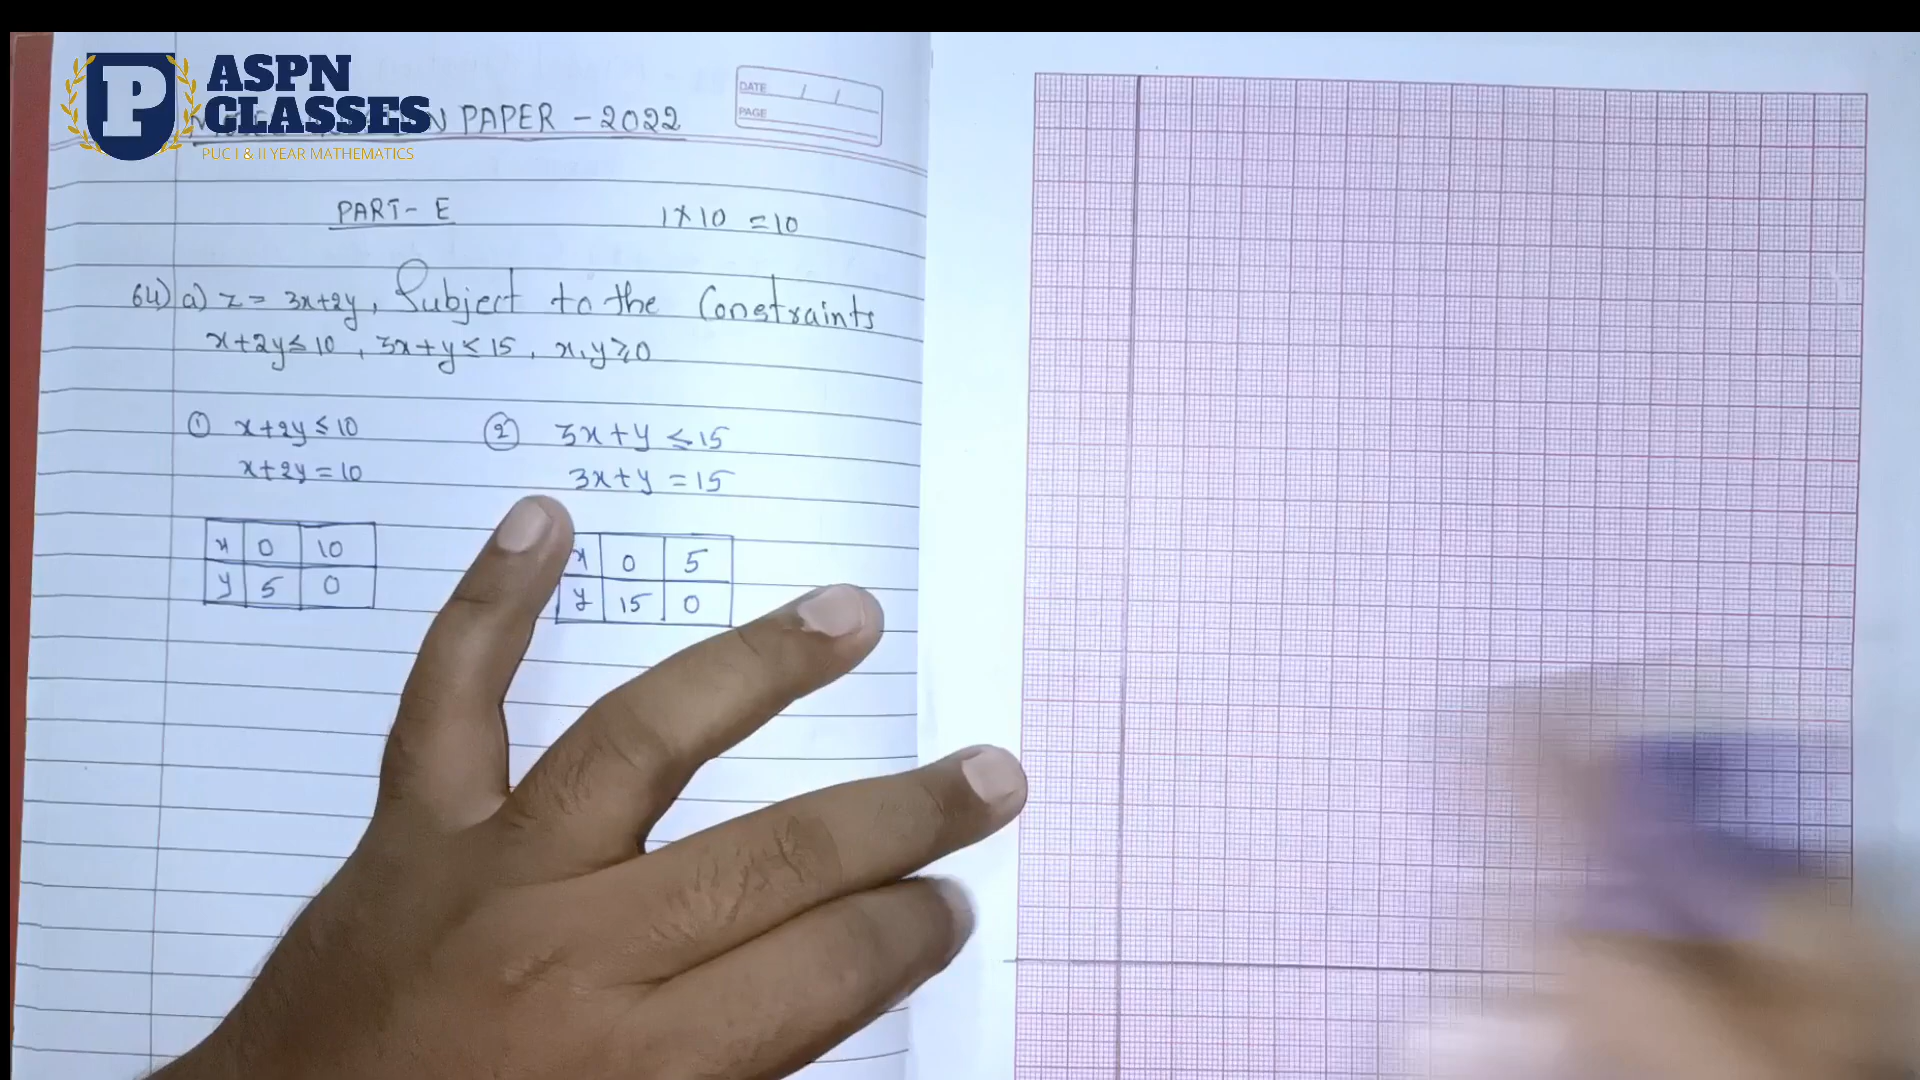 P ASPN
CLASSES
PUC I & II YEAR MATHEMATICS
N PAPER - 2022
DATE / /
PAGE
PART- E 1×10 =10
64) a) z = 3x+2y, Subject to the Constraints
x+2y≤10, 3x+y<15, x,y≥0
① x+2y≤10 ② 3x+y≤15
x+2y=10 3x+y=15
x 0 10
y 5 0
x 0 5
y 15 0